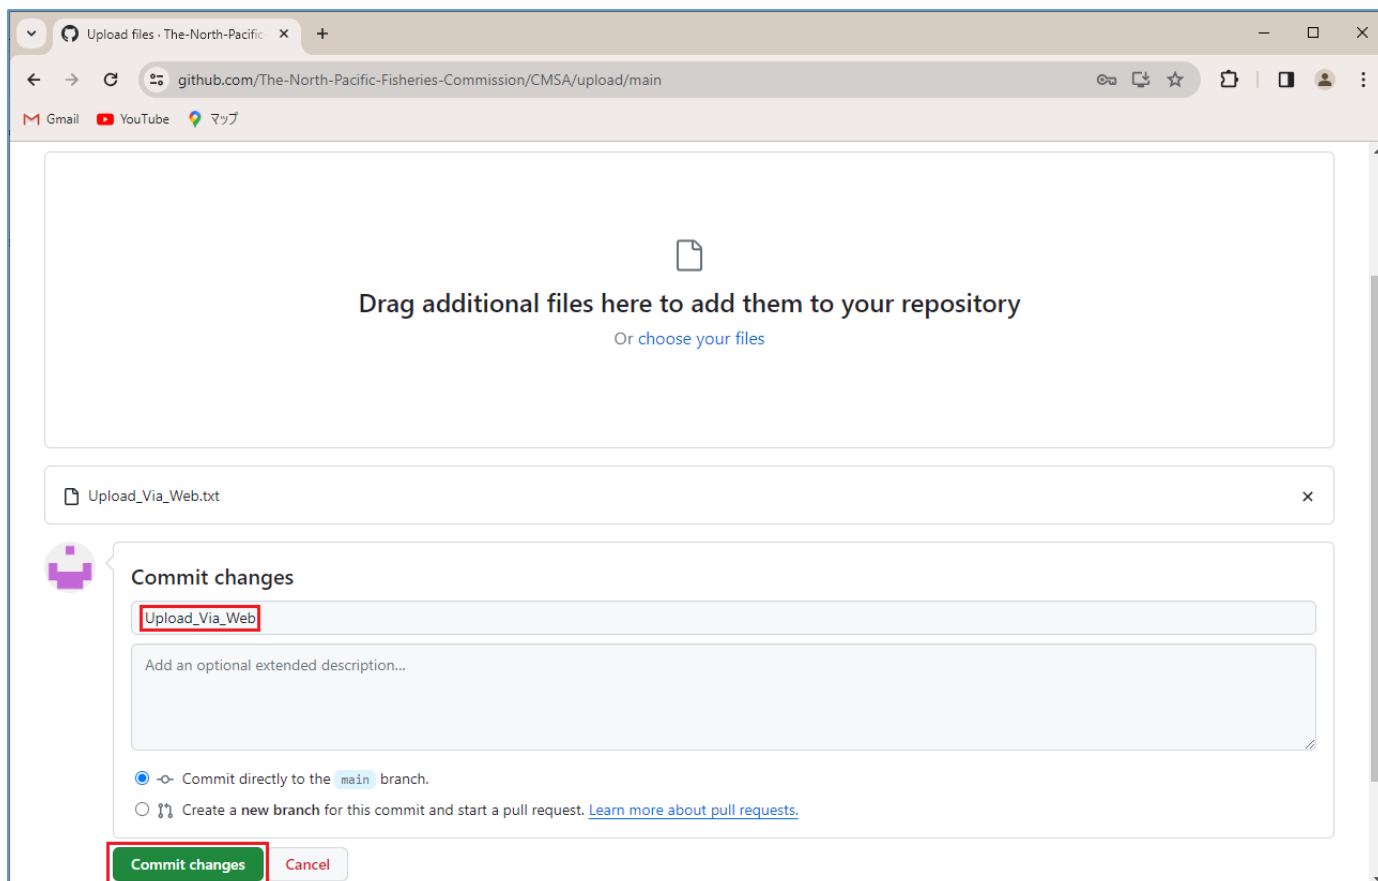 Upload files · The-North-Pacific-
github.com/The-North-Pacific-Fisheries-Commission/CMSA/upload/main
Gmail YouTube マップ
Drag additional files here to add them to your repository
Or choose your files
Upload_Via_Web.txt
Commit changes
Upload_Via_Web
Add an optional extended description...
Commit directly to the main branch.
Create a new branch for this commit and start a pull request. Learn more about pull requests.
Commit changes Cancel